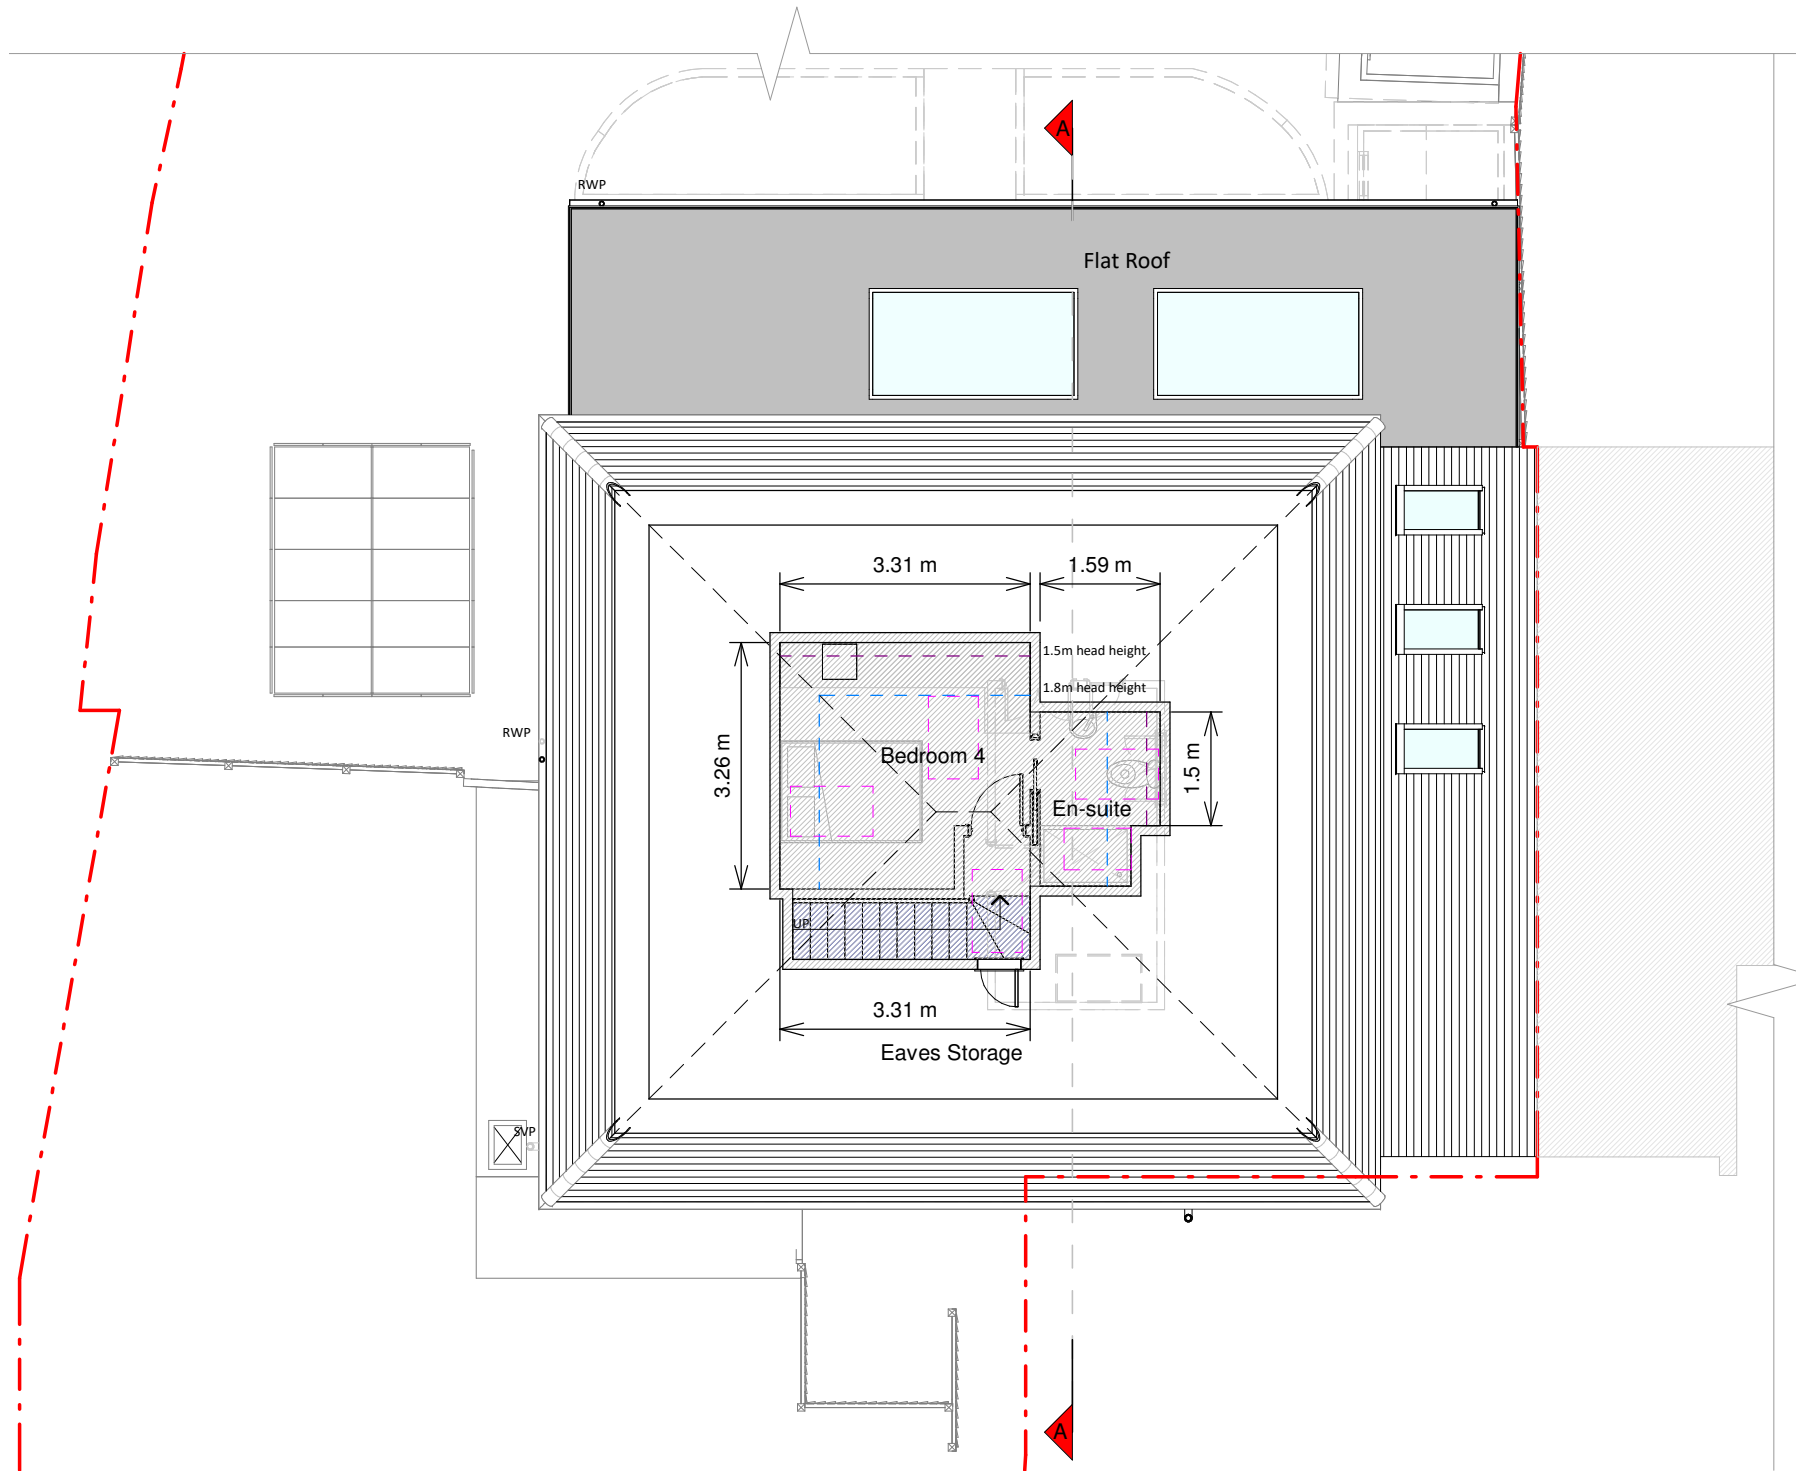 A
RWP
Flat Roof
3.31 m
1.59 m
1.5m head height
1.8m head height
RWP
3.26 m
Bedroom 4
1.5 m
En-suite
UP
3.31 m
Eaves Storage
SVP
A